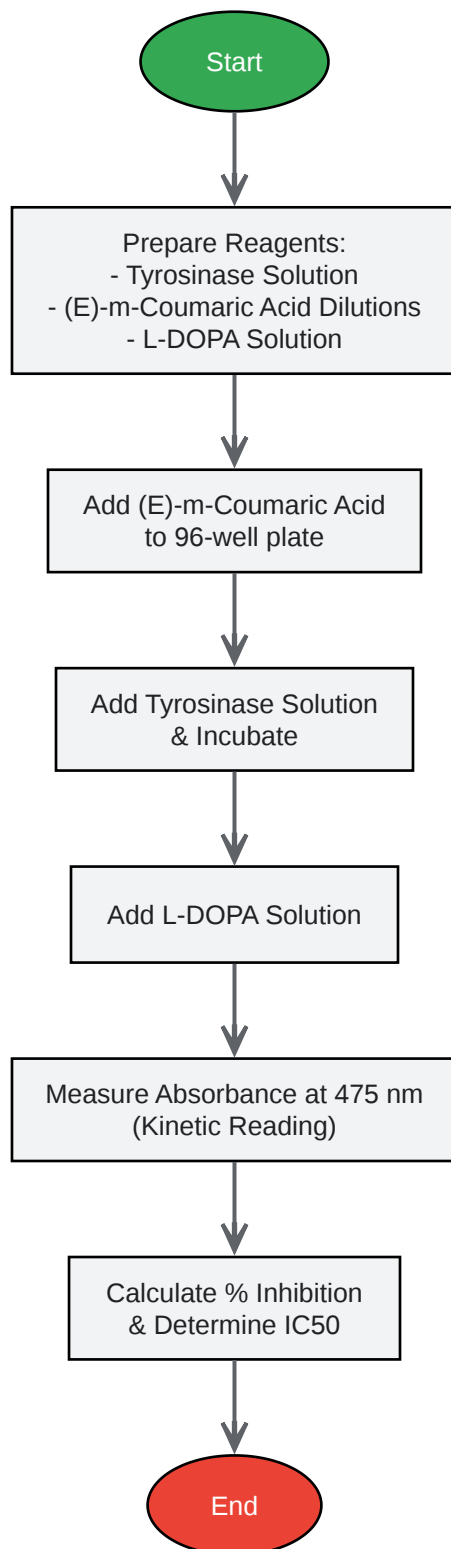 Start
Prepare Reagents:
- Tyrosinase Solution
- (E)-m-Coumaric Acid Dilutions
- L-DOPA Solution
Add (E)-m-Coumaric Acid
to 96-well plate
Add Tyrosinase Solution
& Incubate
Add L-DOPA Solution
Measure Absorbance at 475 nm
(Kinetic Reading)
Calculate % Inhibition
& Determine IC50
End